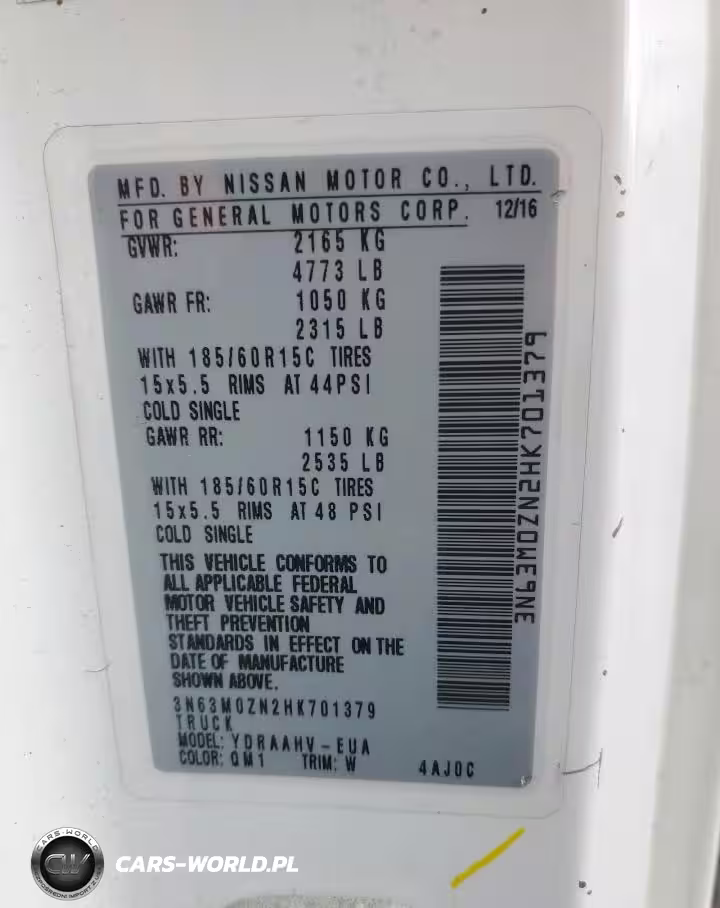 MFD. BY NISSAN MOTOR CO., LTD.
FOR GENERAL MOTORS CORP. 12/16
GVWR: 2165 KG
4773 LB
GAWR FR: 1050 KG
2315 LB
WITH 185/60R15C TIRES
15x5.5 RIMS AT 44PSI
COLD SINGLE
GAWR RR: 1150 KG
2535 LB
WITH 185/60R15C TIRES
15x5.5 RIMS AT 48 PSI
COLD SINGLE
THIS VEHICLE CONFORMS TO
ALL APPLICABLE FEDERAL
MOTOR VEHICLE SAFETY AND
THEFT PREVENTION
STANDARDS IN EFFECT ON THE
DATE OF MANUFACTURE
SHOWN ABOVE.
3N63M0ZN2HK701379
TRUCK
MODEL: YDRAAHV-EUA
COLOR: QM1 TRIM: W 4AJ0C
3N63M0ZN2HK701379
CARS-WORLD
CW
CARS-WORLD.PL